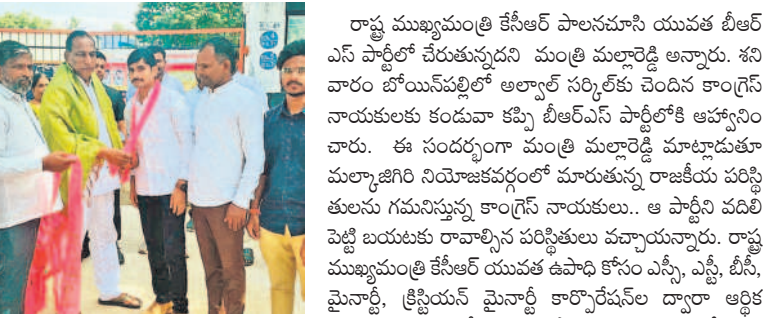 రాష్ట్ర ముఖ్యమంత్రి కేసీఆర్ పాలనచూసి యువత బీఆర్
ఎస్ పార్టీలో చేరుతున్నదని మంత్రి మల్లారెడ్డి అన్నారు. శని
వారం బోయిన్‌పల్లిలో అల్వాల్ సర్కిల్‌కు చెందిన కాంగ్రెస్
నాయకులకు కండువా కప్పి బీఆర్ఎస్ పార్టీలోకి ఆహ్వానిం
చారు. ఈ సందర్భంగా మంత్రి మల్లారెడ్డి మాట్లాడుతూ
మల్కాజిగిరి నియోజకవర్గంలో మారుతున్న రాజకీయ పరిస్థి
తులను గమనిస్తున్న కాంగ్రెస్ నాయకులు.. ఆ పార్టీని వదిలి
పెట్టి బయటకు రావాల్సిన పరిస్థితులు వచ్చాయన్నారు. రాష్ట్ర
ముఖ్యమంత్రి కేసీఆర్ యువత ఉపాధి కోసం ఎస్సీ, ఎస్టీ, బీసీ,
మైనార్టీ, క్రిస్టియన్ మైనార్టీ కార్పొరేషన్‌ల ద్వారా ఆర్థిక